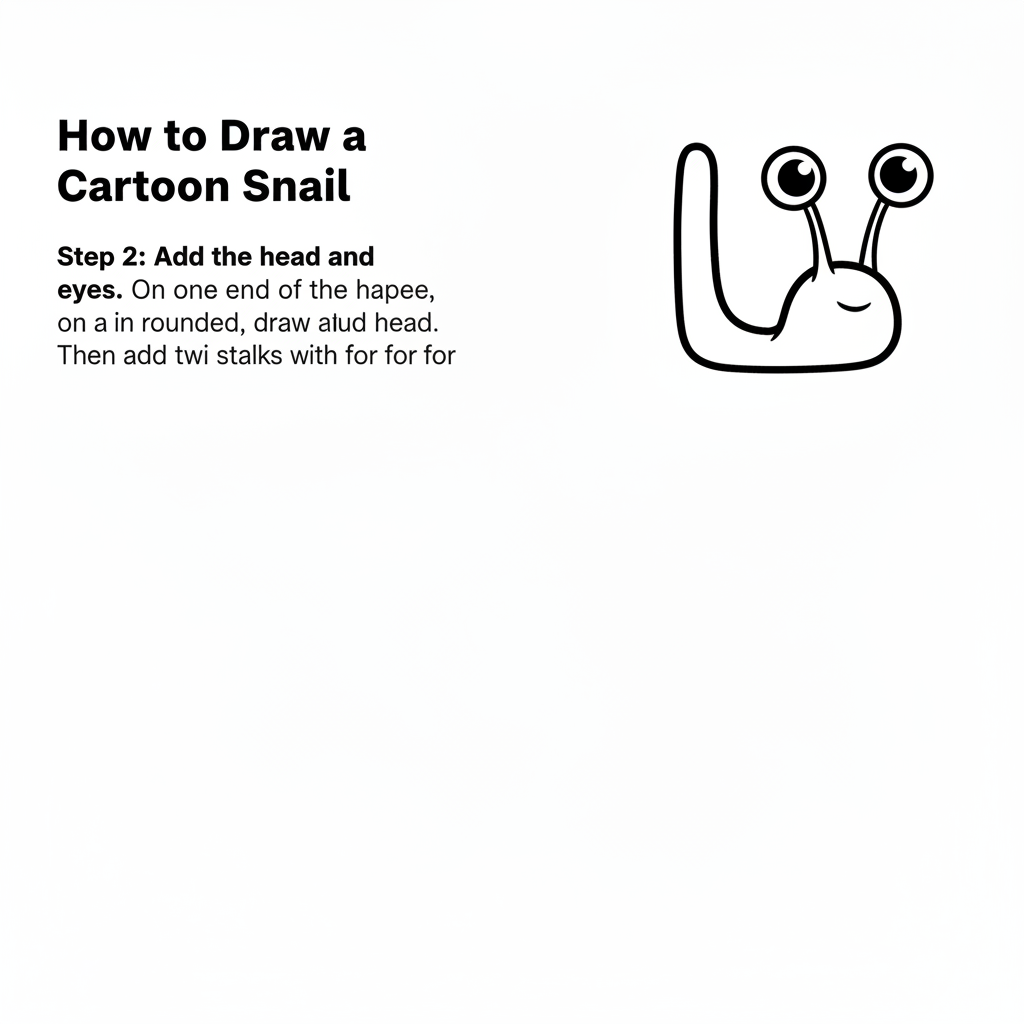 How to Draw a
Cartoon Snail
Step 2: Add the head and
eyes. On one end of the hapee,
on a in rounded, draw alud head.
Then add twi stalks with for for for